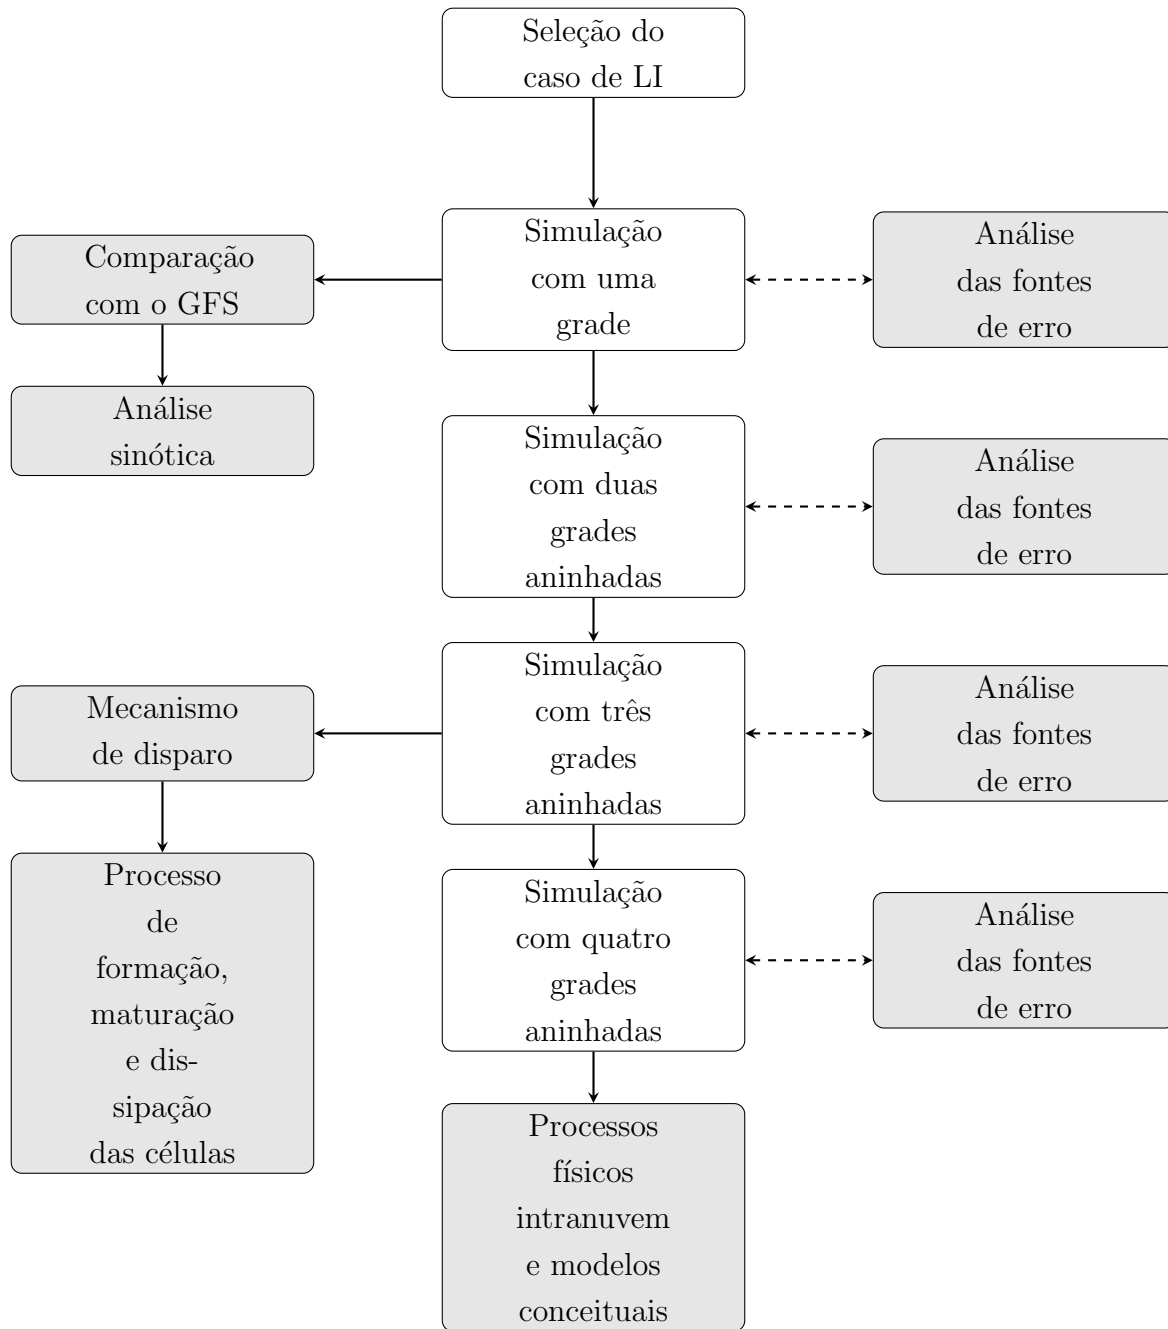 Seleção do
caso de LI
Simulação
com uma
grade
Análise
das fontes
de erro
Comparação
com o GFS
Análise
sinótica
Simulação
com duas
grades
aninhadas
Análise
das fontes
de erro
Simulação
com três
grades
aninhadas
Análise
das fontes
de erro
Mecanismo
de disparo
Processo
de
formação,
maturação
e dis-
sipação
das células
Simulação
com quatro
grades
aninhadas
Análise
das fontes
de erro
Processos
físicos
intranuvem
e modelos
conceituais